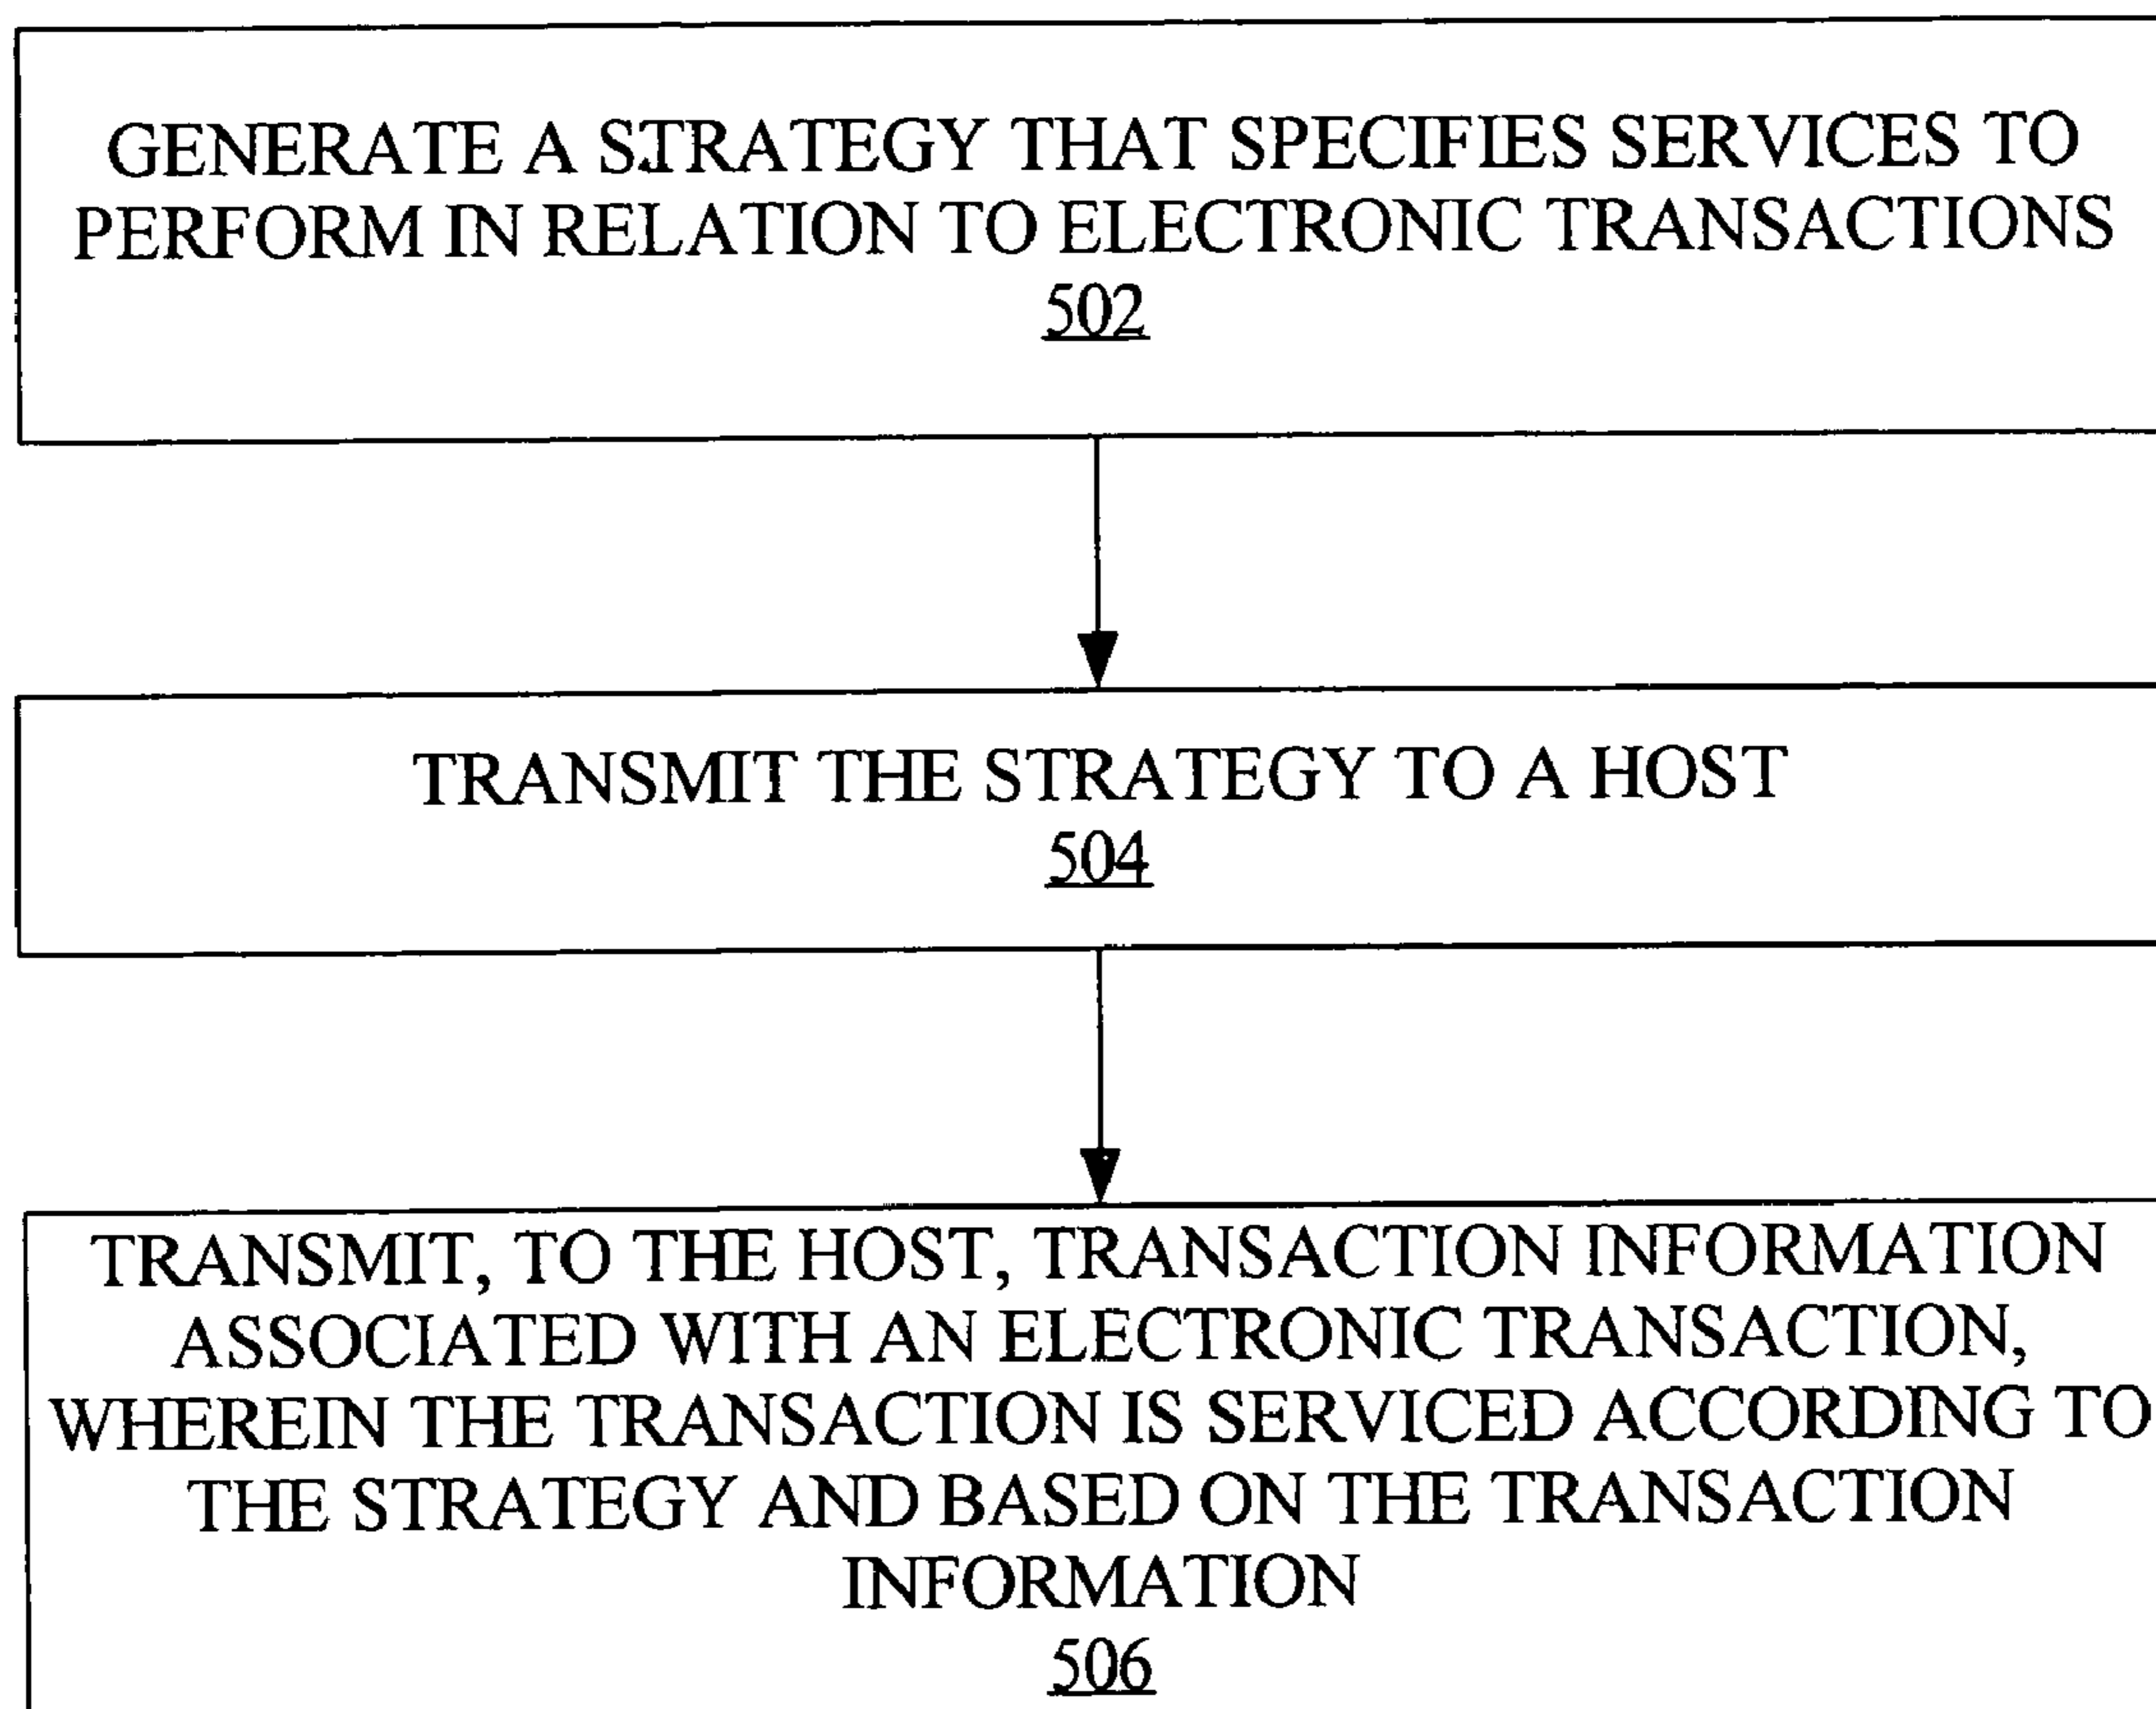 GENERATE A STRATEGY THAT SPECIFIES SERVICES TO
PERFORM IN RELATION TO ELECTRONIC TRANSACTIONS
502
TRANSMIT THE STRATEGY TO A HOST
504
TRANSMIT, TO THE HOST, TRANSACTION INFORMATION
ASSOCIATED WITH AN ELECTRONIC TRANSACTION,
WHEREIN THE TRANSACTION IS SERVICED ACCORDING TO
THE STRATEGY AND BASED ON THE TRANSACTION
INFORMATION
506